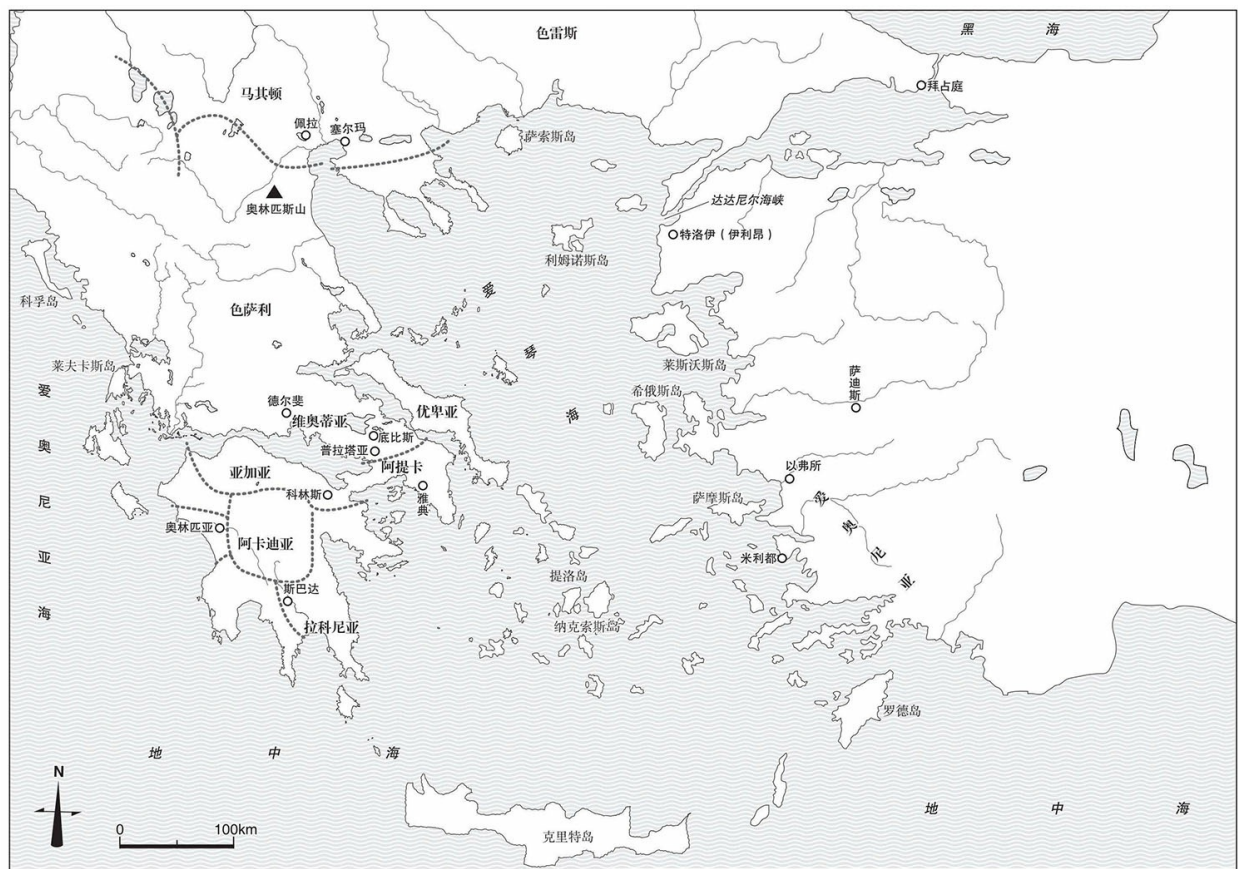 黑海
色雷斯
拜占庭
马其顿
佩拉
塞尔玛
萨索斯岛
奥林匹斯山
达达尼尔海峡
特洛伊（伊利昂）
利姆诺斯岛
科孚岛
色萨利
爱琴海
莱夫卡斯岛
莱斯沃斯岛
希俄斯岛
萨迪斯
爱奥尼亚海
德尔斐
维奥蒂亚
优卑亚
底比斯
普拉塔亚
阿提卡
亚加亚
科林斯
雅典
以弗所
萨摩斯岛
爱奥尼亚
奥林匹亚
阿卡迪亚
米利都
提洛岛
斯巴达
纳克索斯岛
拉科尼亚
罗德岛
地中海
N
0 100km
克里特岛
地中海